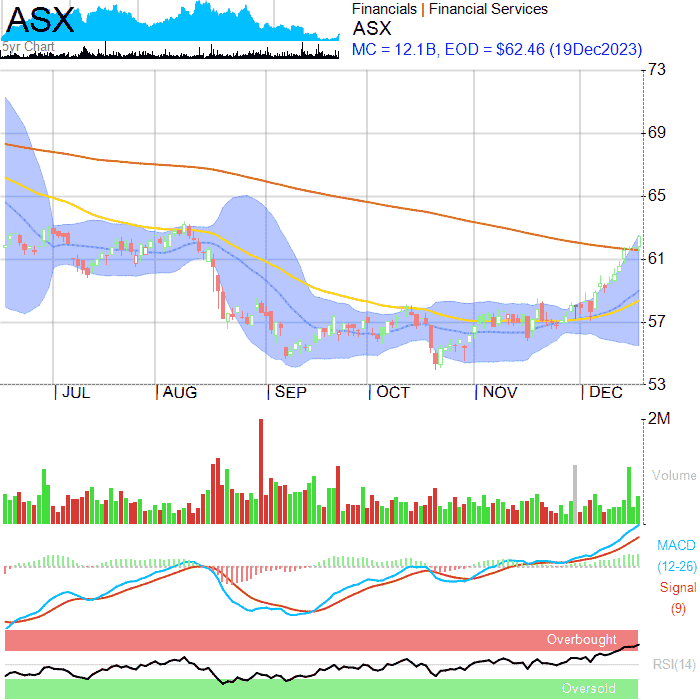 ASX
5yr Chart
Financials | Financial Services
ASX
MC = 12.1B, EOD = $62.46 (19Dec2023)
73
69
65
61
57
53
JUL AUG SEP OCT NOV DEC
2M
Volume
MACD
(12-26)
Signal
(9)
Overbought
RSI(14)
Oversold